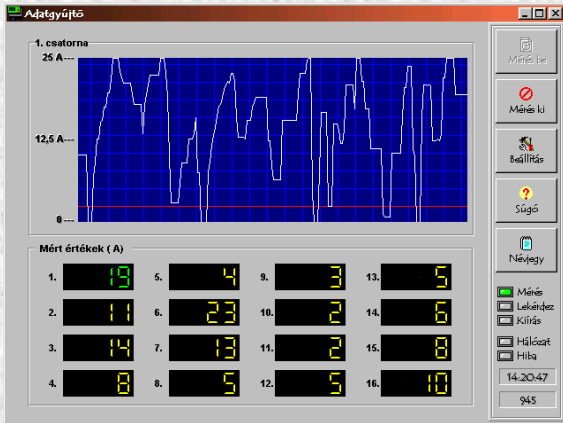 Adatgyűjtő
1. csatorna
25 A---
12,5 A---
0 ---
Mért értékek ( A)
1. 19 5. 4 9. 3 13. 5
2. 11 6. 23 10. 2 14. 6
3. 14 7. 13 11. 2 15. 8
4. 8 8. 5 12. 5 16. 10
Mérés be
Mérés ki
Beállítás
Súgó
Névjegy
Mérés
Lekérdez
Kiírás
Hálózat
Hiba
14:20:47
945